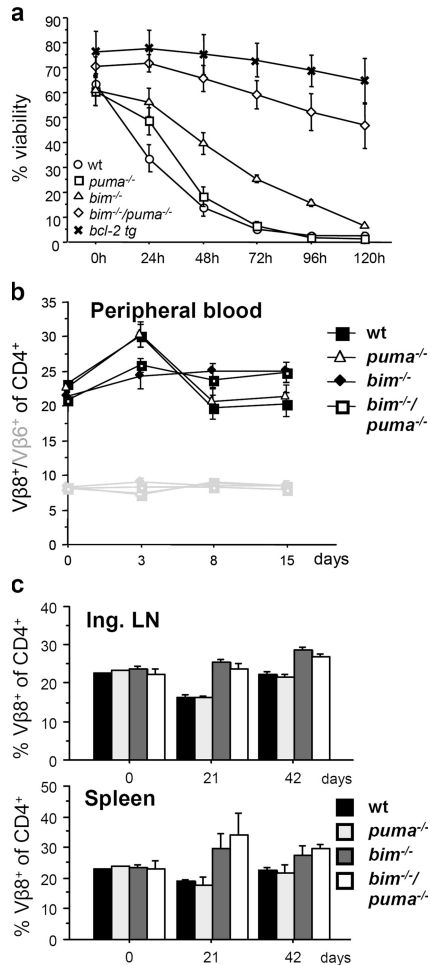 a
% viability
90
80
70
60
50
40
30
20
10
0
wt
puma-/-
bim-/-
bim-/-/puma-/-
bcl-2 tg
0h 24h 48h 72h 96h 120h
b
Peripheral blood
Vβ8+/Vβ6+ of CD4+
35
30
25
20
15
10
5
0
0 3 8 15 days
wt
puma-/-
bim-/-
bim-/-/
puma-/-
c
Ing. LN
% Vβ8+ of CD4+
40
30
20
10
0
0 21 42 days
Spleen
% Vβ8+ of CD4+
50
40
30
20
10
0
0 21 42 days
wt
puma-/-
bim-/-
bim-/-/
puma-/-